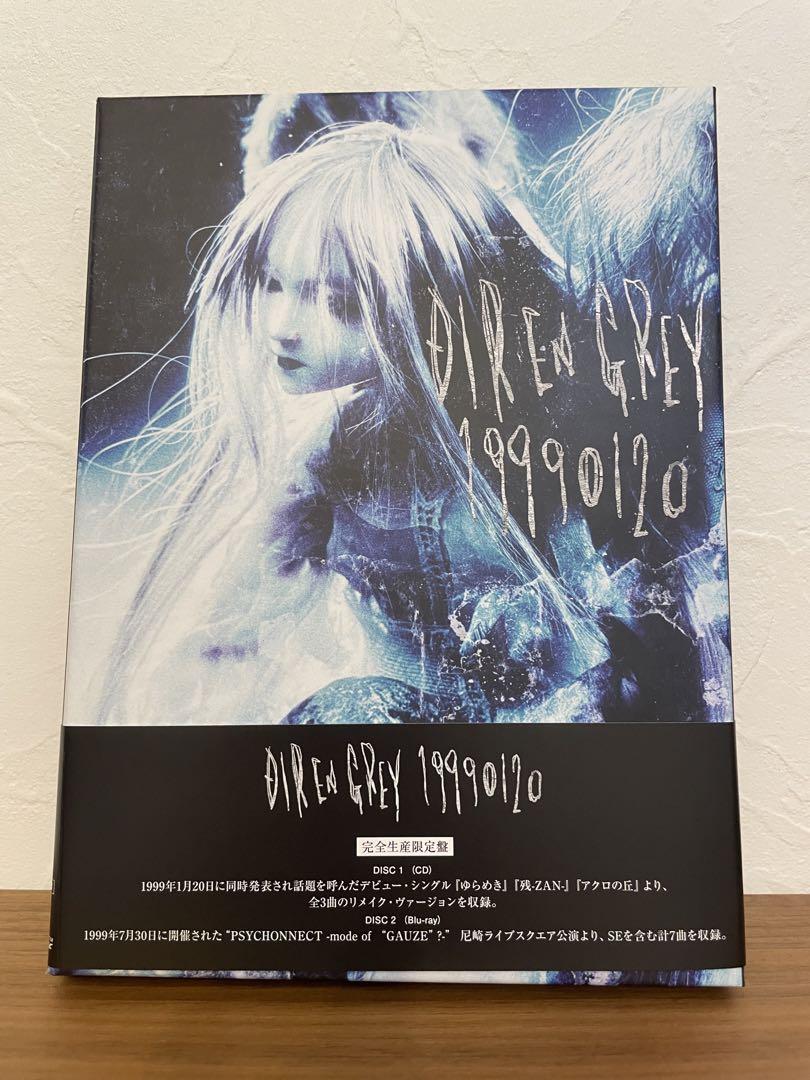 DIR EN GREY
19990120
DIR EN GREY 19990120
完全生産限定盤
DISC 1 (CD)
1999年1月20日に同時発表され話題を呼んだデビュー・シングル『ゆらめき』『残-ZAN-』『アクロの丘』より、
全3曲のリメイク・ヴァージョンを収録。
DISC 2 (Blu-ray)
1999年7月30日に開催された“PSYCHONNECT -mode of “GAUZE”?-” 尼崎ライブスクエア公演より、SEを含む計7曲を収録。